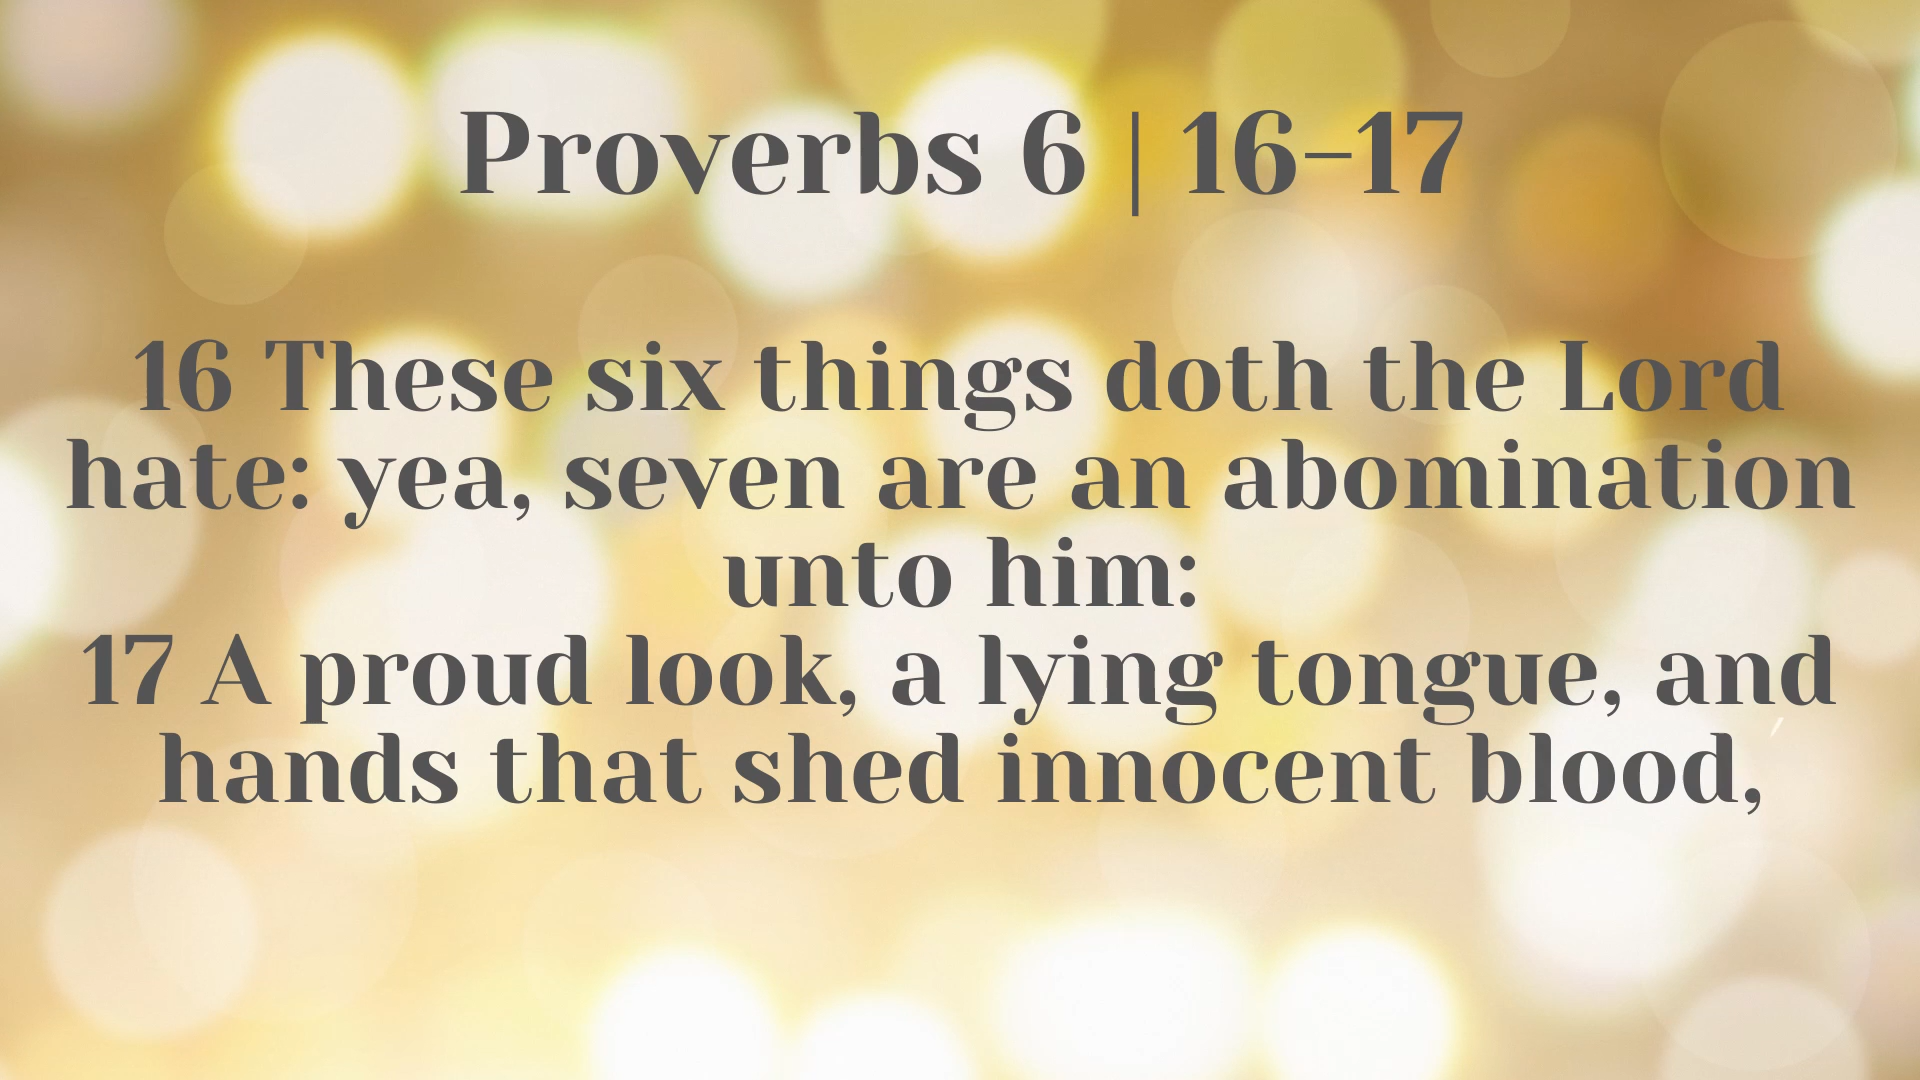 Proverbs 6 | 16–17
16 These six things doth the Lord
hate: yea, seven are an abomination
unto him:
17 A proud look, a lying tongue, and
hands that shed innocent blood,